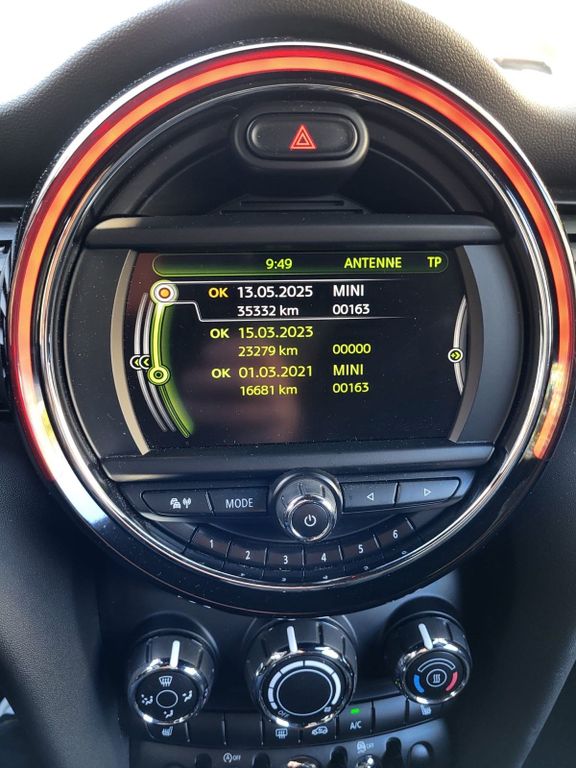 9:49 ANTENNE TP
OK 13.05.2025 MINI
35332 km 00163
OK 15.03.2023
23279 km 00000
OK 01.03.2021 MINI
16681 km 00163
MODE
1 2 3 4 5 6
A/C
OFF